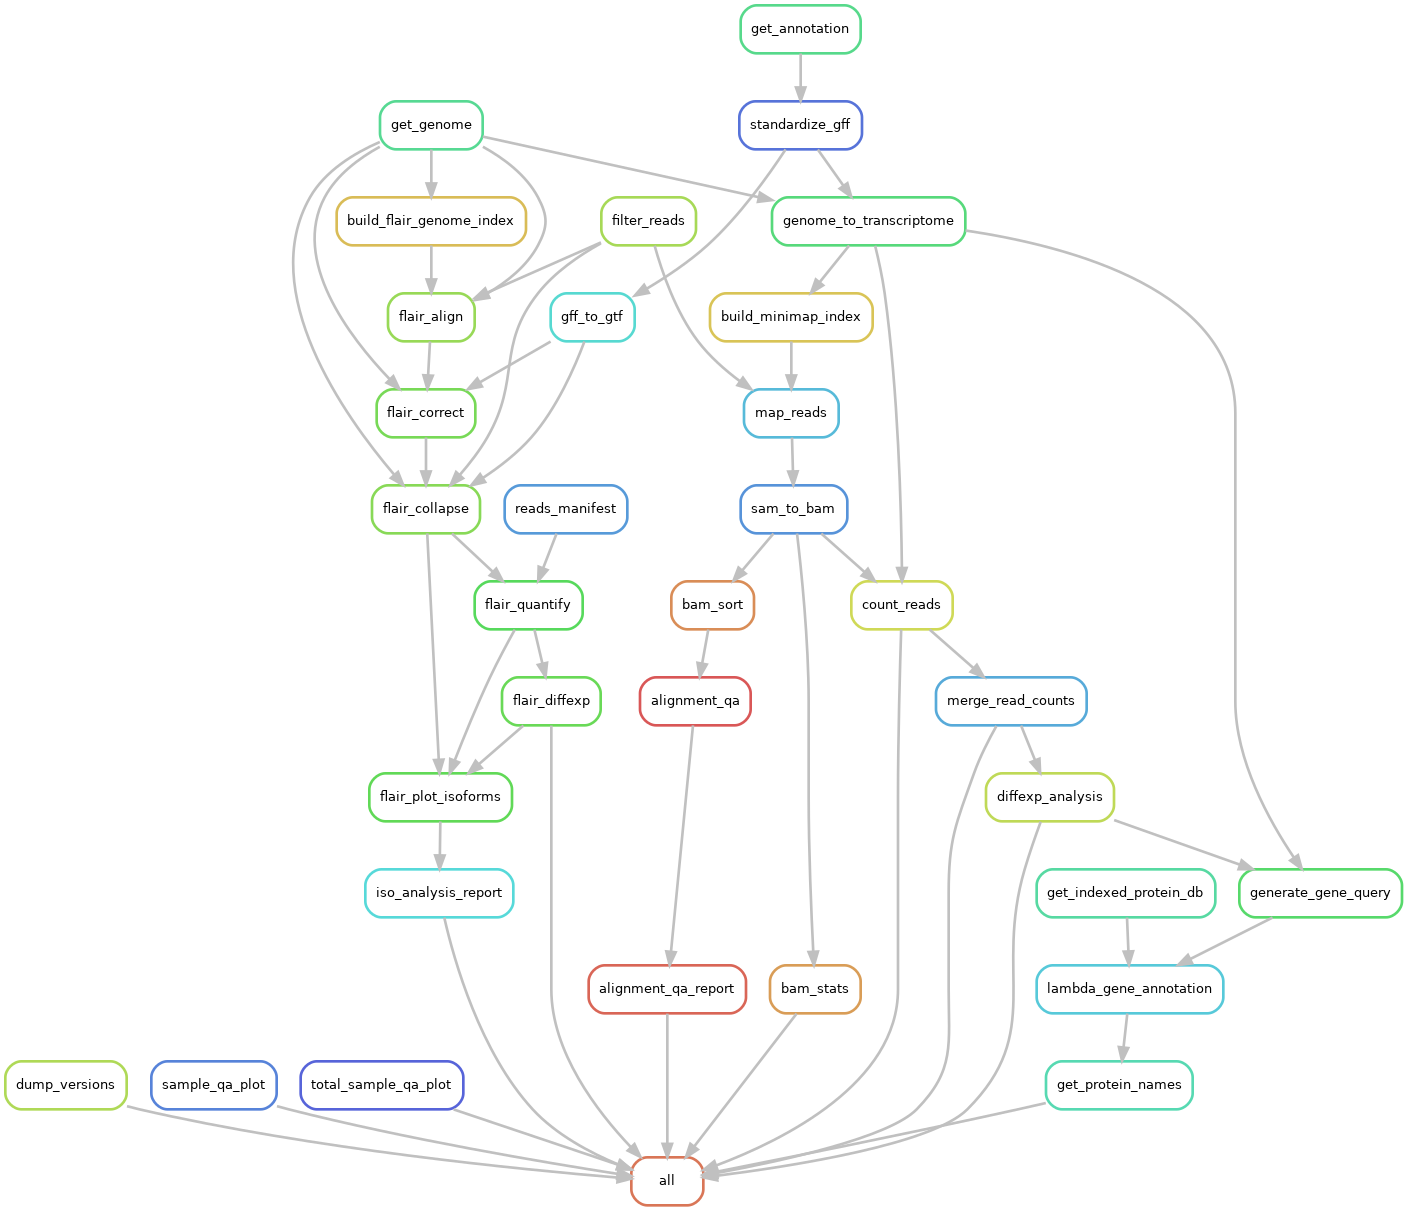 get_annotation
get_genome
standardize_gff
build_flair_genome_index
filter_reads
genome_to_transcriptome
flair_align
gff_to_gtf
build_minimap_index
flair_correct
map_reads
flair_collapse
reads_manifest
sam_to_bam
flair_quantify
bam_sort
count_reads
flair_diffexp
alignment_qa
merge_read_counts
flair_plot_isoforms
diffexp_analysis
iso_analysis_report
get_indexed_protein_db
generate_gene_query
alignment_qa_report
bam_stats
lambda_gene_annotation
dump_versions
sample_qa_plot
total_sample_qa_plot
get_protein_names
all